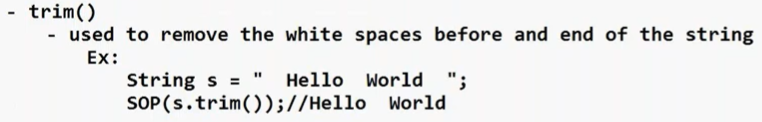 - trim()
- used to remove the white spaces before and end of the string
Ex:
String s = "  Hello  World  ";
SOP(s.trim());//Hello  World